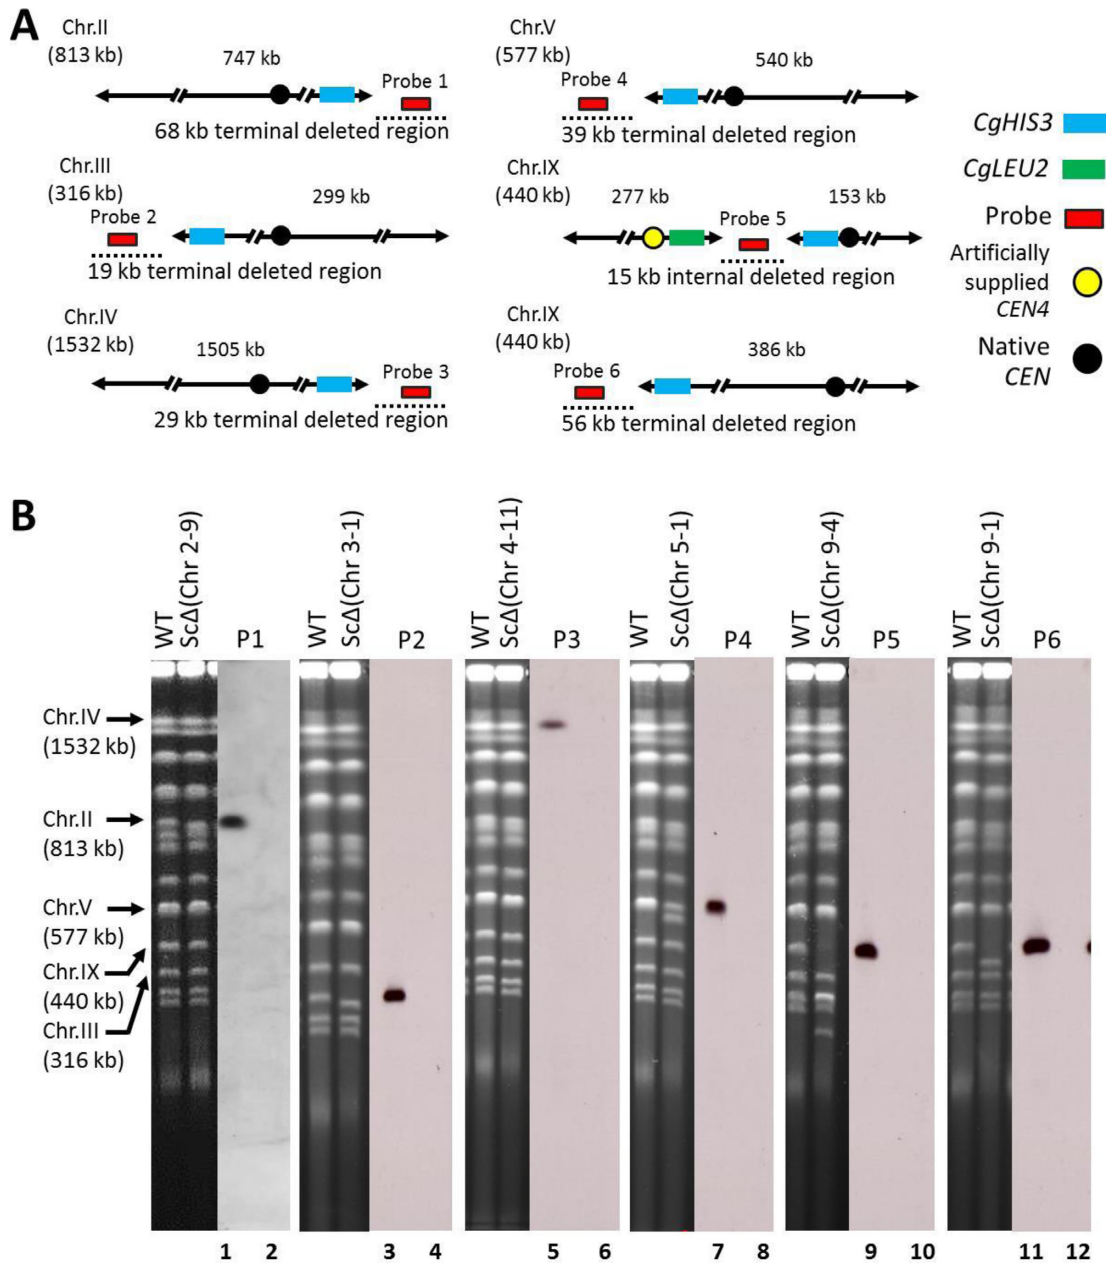 A
Chr.II
(813 kb)
747 kb
Probe 1
68 kb terminal deleted region
Chr.III
(316 kb)
299 kb
Probe 2
19 kb terminal deleted region
Chr.IV
(1532 kb)
1505 kb
Probe 3
29 kb terminal deleted region
Chr.V
(577 kb)
540 kb
Probe 4
39 kb terminal deleted region
Chr.IX
(440 kb)
277 kb
Probe 5
153 kb
15 kb internal deleted region
Chr.IX
(440 kb)
386 kb
Probe 6
56 kb terminal deleted region
CgHIS3
CgLEU2
Probe
Artificially
supplied
CEN4
Native
CEN
B
WT
ScΔ(Chr 2-9)
P1
WT
ScΔ(Chr 3-1)
P2
WT
ScΔ(Chr 4-11)
P3
WT
ScΔ(Chr 5-1)
P4
WT
ScΔ(Chr 9-4)
P5
WT
ScΔ(Chr 9-1)
P6
Chr.IV
(1532 kb)
Chr.II
(813 kb)
Chr.V
(577 kb)
Chr.IX
(440 kb)
Chr.III
(316 kb)
1 2 3 4 5 6 7 8 9 10 11 12